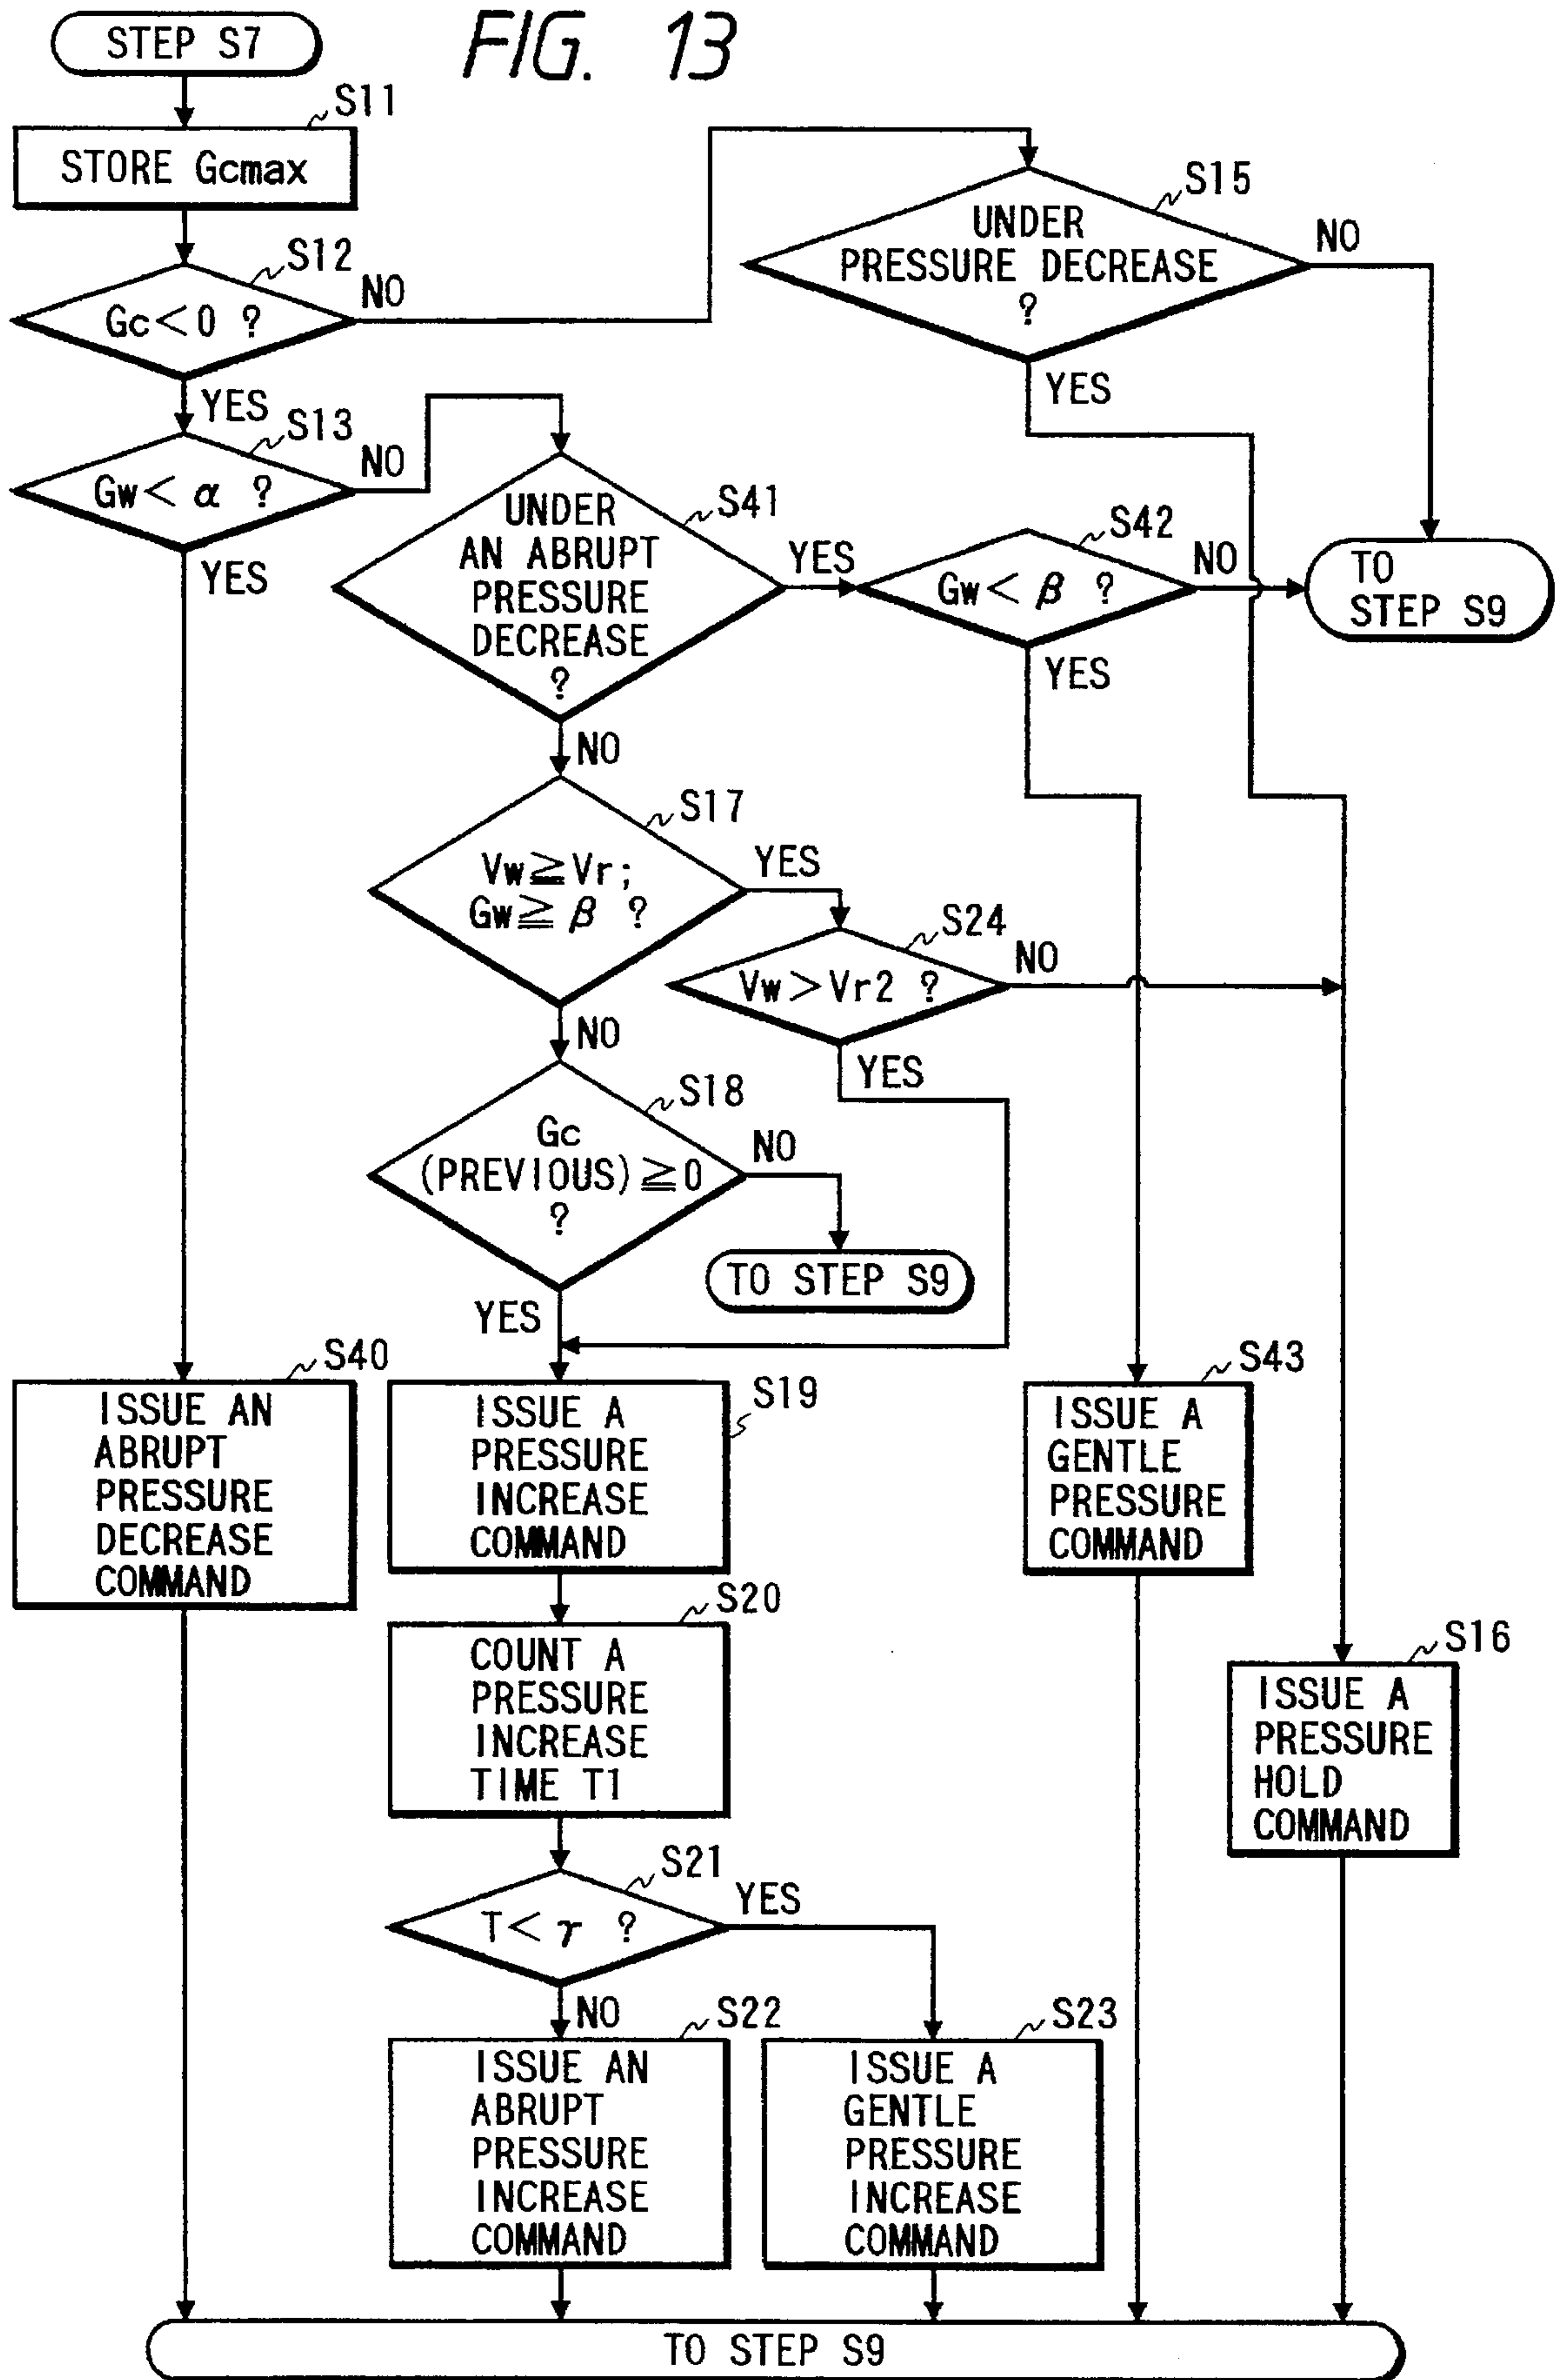 FIG. 13
STEP S7
S11
STORE Gcmax
S12
Gc<0 ?
NO
YES
S15
UNDER
PRESSURE DECREASE
?
NO
YES
S13
Gw< α ?
NO
YES
S41
UNDER
AN ABRUPT
PRESSURE
DECREASE
?
YES
NO
S42
Gw< β ?
NO
YES
TO
STEP S9
S17
Vw≧Vr;
Gw≧ β ?
YES
NO
S24
Vw>Vr2 ?
NO
YES
S18
Gc
(PREVIOUS)≧0
?
NO
YES
TO STEP S9
S40
ISSUE AN
ABRUPT
PRESSURE
DECREASE
COMMAND
S19
ISSUE A
PRESSURE
INCREASE
COMMAND
S43
ISSUE A
GENTLE
PRESSURE
COMMAND
S20
COUNT A
PRESSURE
INCREASE
TIME T1
S16
ISSUE A
PRESSURE
HOLD
COMMAND
S21
T< γ ?
YES
NO
S22
ISSUE AN
ABRUPT
PRESSURE
INCREASE
COMMAND
S23
ISSUE A
GENTLE
PRESSURE
INCREASE
COMMAND
TO STEP S9